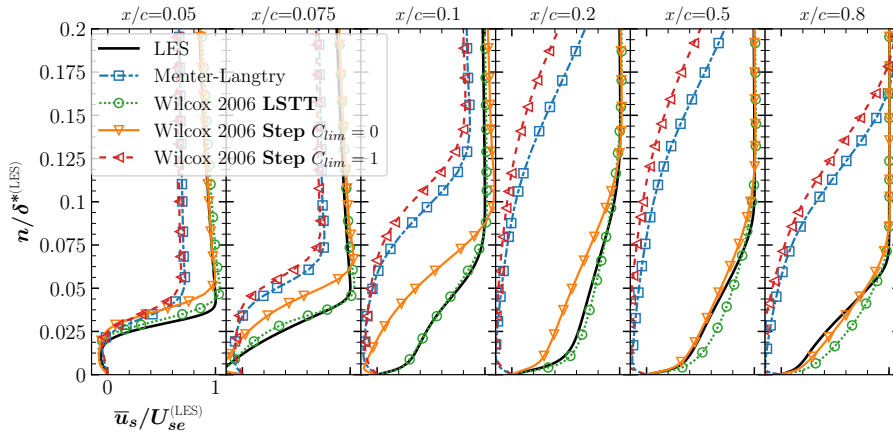 x/c=0.05 x/c=0.075 x/c=0.1 x/c=0.2 x/c=0.5 x/c=0.8
0.2
0.175
0.15
0.125
0.1
0.075
0.05
0.025
0
n/δ*(LES)
LES
Menter-Langtry
Wilcox 2006 LSTT
Wilcox 2006 Step C_lim = 0
Wilcox 2006 Step C_lim = 1
0 1
u̅_s/U_se^(LES)